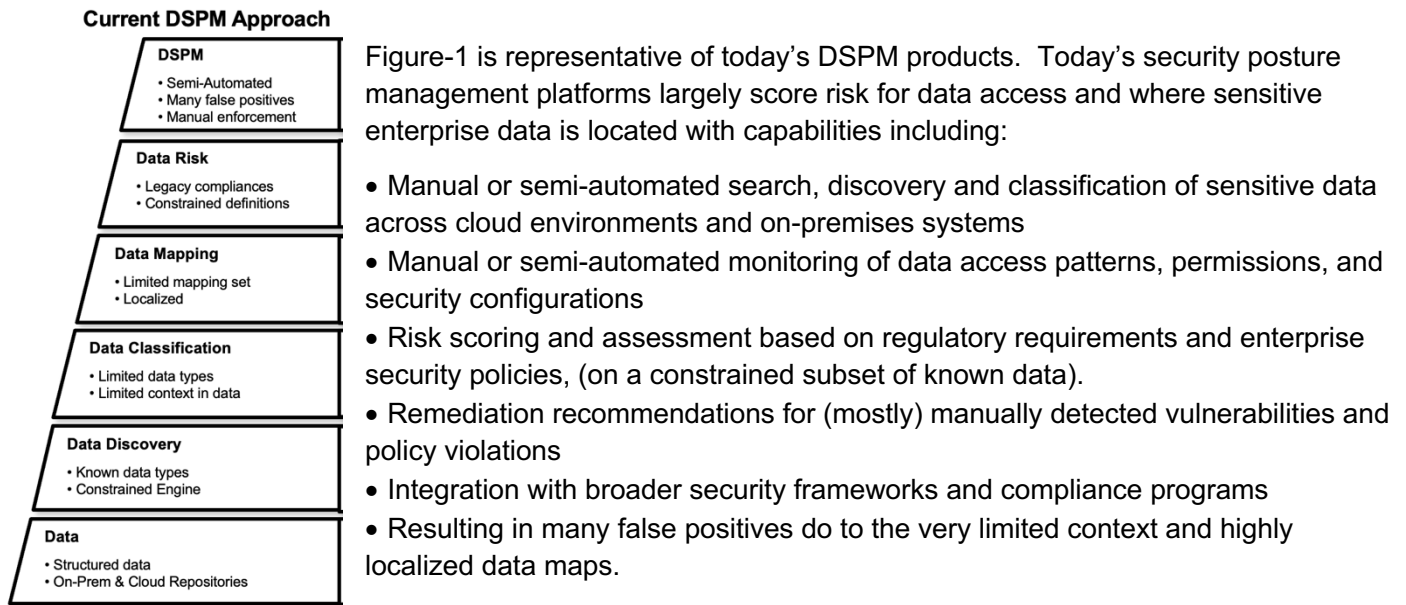 Current DSPM Approach
DSPM
• Semi-Automated
• Many false positives
• Manual enforcement
Data Risk
• Legacy compliances
• Constrained definitions
Data Mapping
• Limited mapping set
• Localized
Data Classification
• Limited data types
• Limited context in data
Data Discovery
• Known data types
• Constrained Engine
Data
• Structured data
• On-Prem & Cloud Repositories
Figure-1 is representative of today’s DSPM products.  Today’s security posture
management platforms largely score risk for data access and where sensitive
enterprise data is located with capabilities including:
• Manual or semi-automated search, discovery and classification of sensitive data
across cloud environments and on-premises systems
• Manual or semi-automated monitoring of data access patterns, permissions, and
security configurations
• Risk scoring and assessment based on regulatory requirements and enterprise
security policies, (on a constrained subset of known data).
• Remediation recommendations for (mostly) manually detected vulnerabilities and
policy violations
• Integration with broader security frameworks and compliance programs
• Resulting in many false positives do to the very limited context and highly
localized data maps.